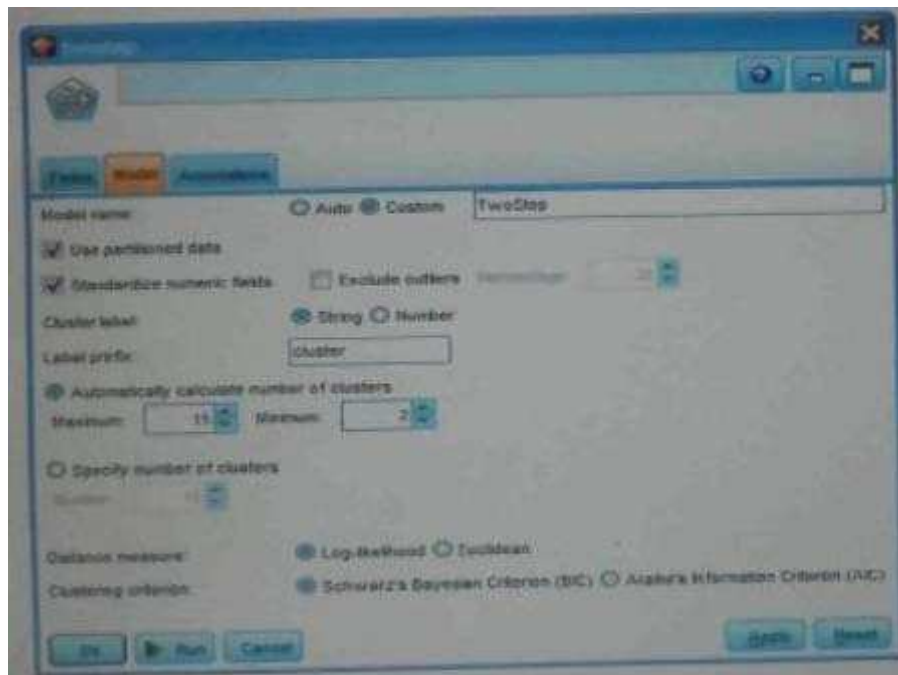 Model Annotations
Model name: Auto Custom TwoStep
Use partitioned data
Standardize numeric fields Exclude outliers Percentage:
Cluster label: String Number
Label prefix: cluster
Automatically calculate number of clusters
Maximum: 15 Minimum: 2
Specify number of clusters
Number:
Distance measure: Log-likelihood Euclidean
Clustering criterion: Schwarz's Bayesian Criterion (BIC) Akaike's Information Criterion (AIC)
Ok Run Cancel Apply Reset